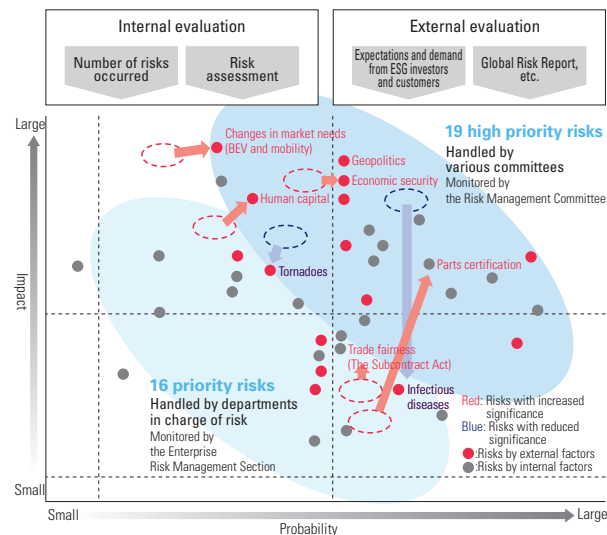 Internal evaluation
External evaluation
Number of risks
occurred
Risk
assessment
Expectations and demand
from ESG investors
and customers
Global Risk Report,
etc.
Large
Changes in market needs
(BEV and mobility)
19 high priority risks
Handled by
various committees
Monitored by
the Risk Management Committee
Geopolitics
Economic security
Human capital
Tornadoes
Parts certification
Impact
Trade fairness
(The Subcontract Act)
16 priority risks
Handled by departments
in charge of risk
Monitored by
the Enterprise
Risk Management Section
Infectious
diseases
Red: Risks with increased
significance
Blue: Risks with reduced
significance
:Risks by external factors
:Risks by internal factors
Small
Small
Probability
Large